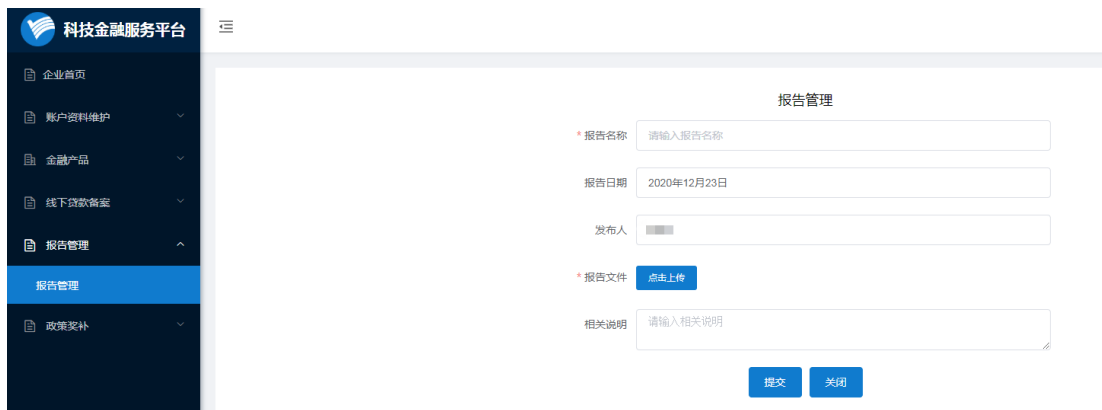 科技金融服务平台
企业首页
账户资料维护
金融产品
线下贷款备案
报告管理
报告管理
政策奖补
报告管理
* 报告名称 请输入报告名称
报告日期 2020年12月23日
发布人
* 报告文件 点击上传
相关说明 请输入相关说明
提交 关闭